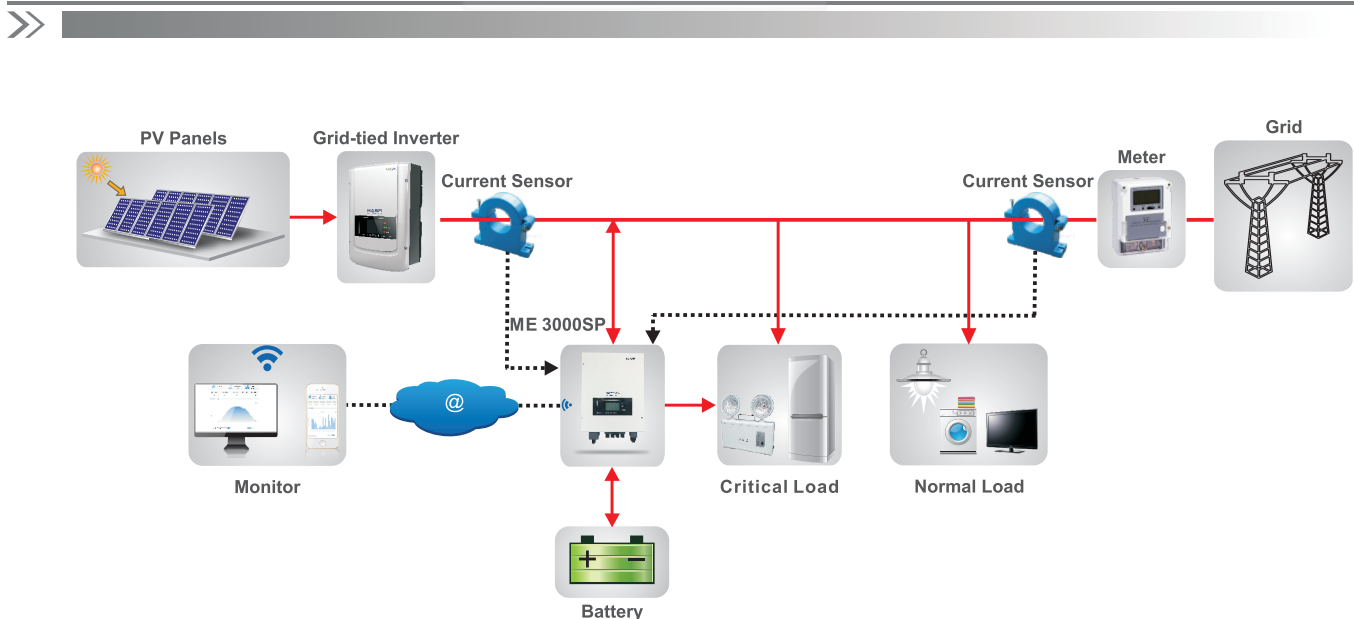 PV Panels
Grid-tied Inverter
Current Sensor
Current Sensor
Meter
Grid
ME 3000SP
@
Monitor
Critical Load
Normal Load
+ −
Battery